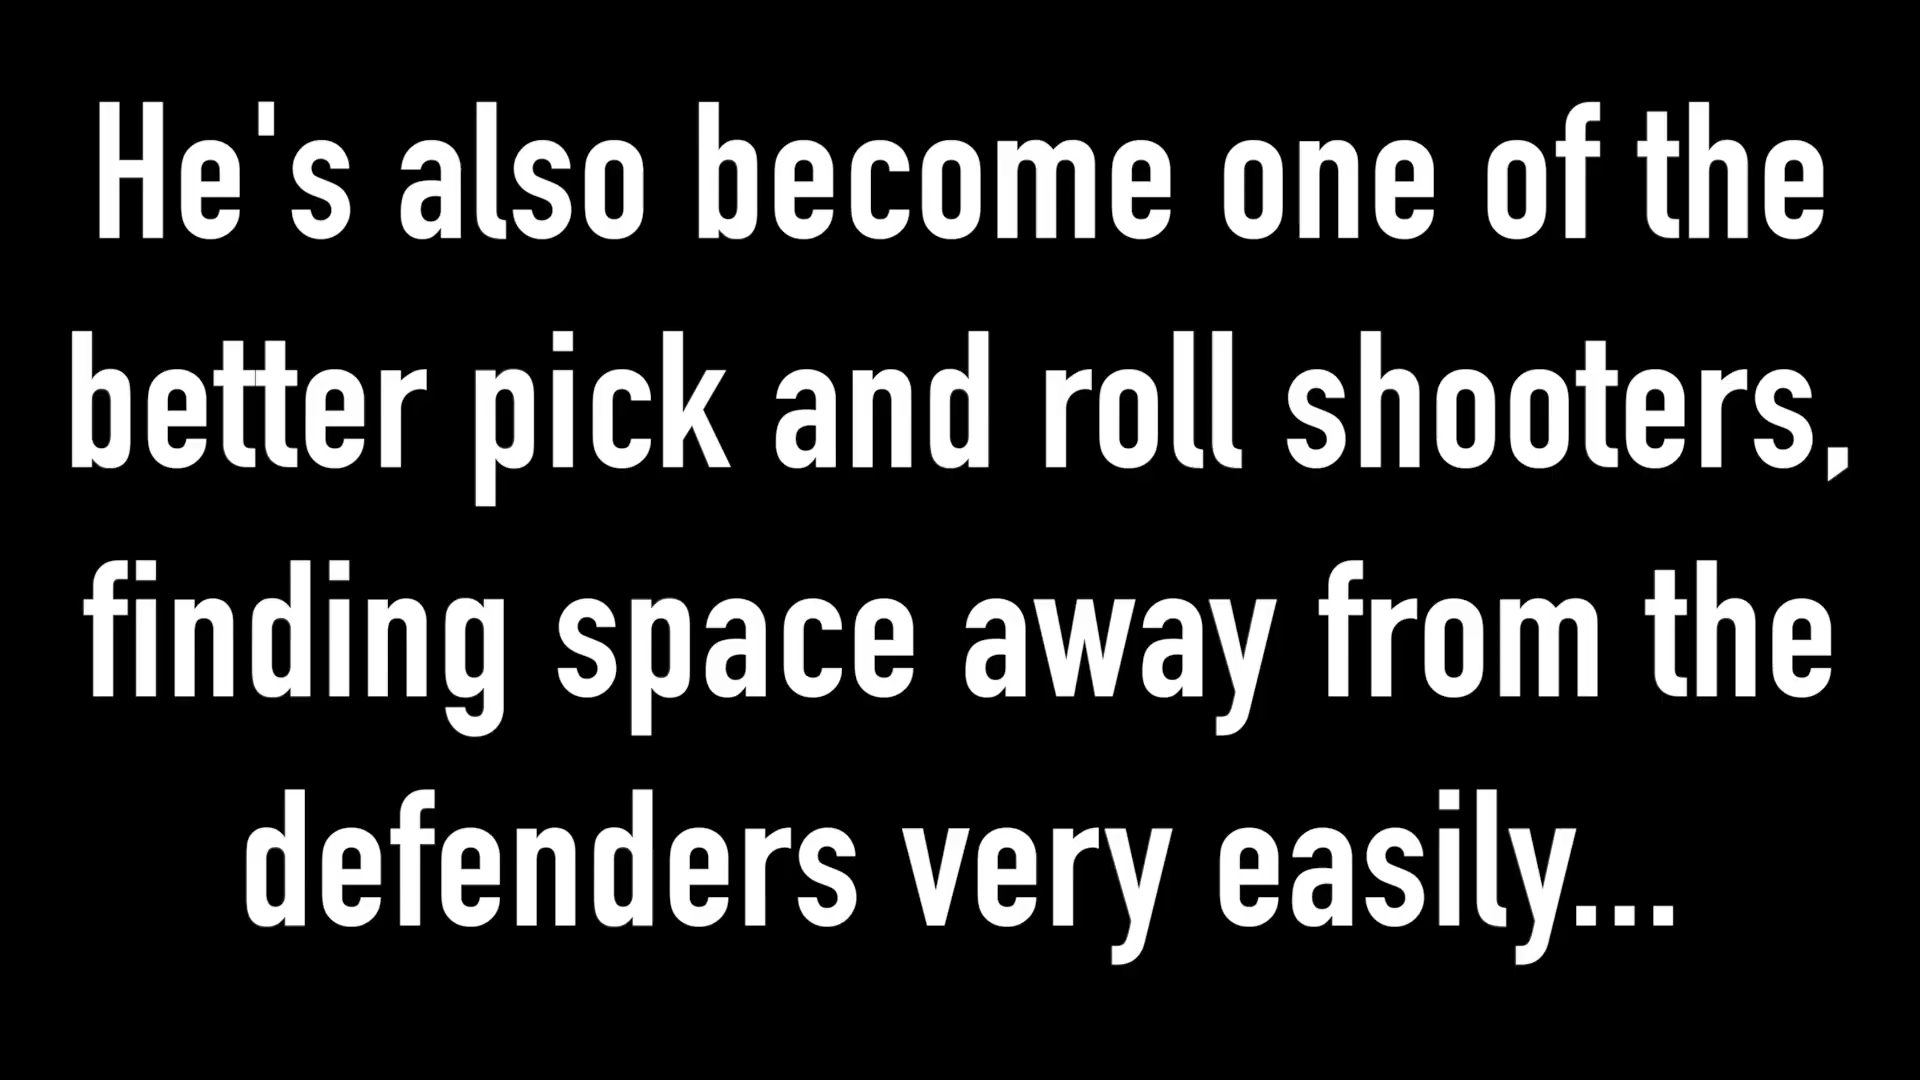 He's also become one of the
better pick and roll shooters,
finding space away from the
defenders very easily...